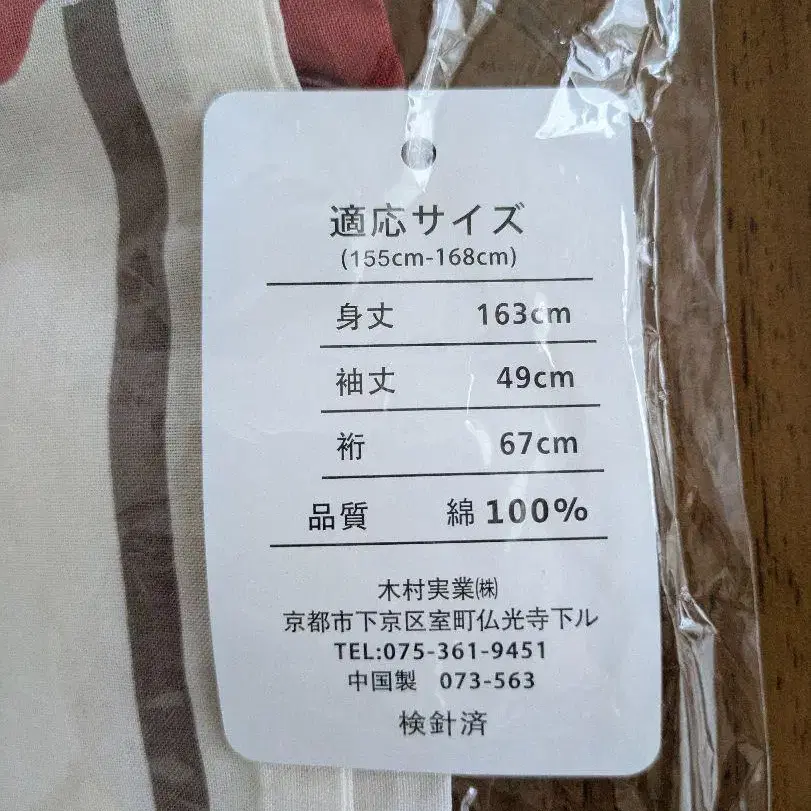 適応サイズ
(155cm-168cm)
身丈 163cm
袖丈 49cm
裄 67cm
品質 綿 100%
木村実業㈱
京都市下京区室町仏光寺下ル
TEL:075-361-9451
中国製 073-563
検針済